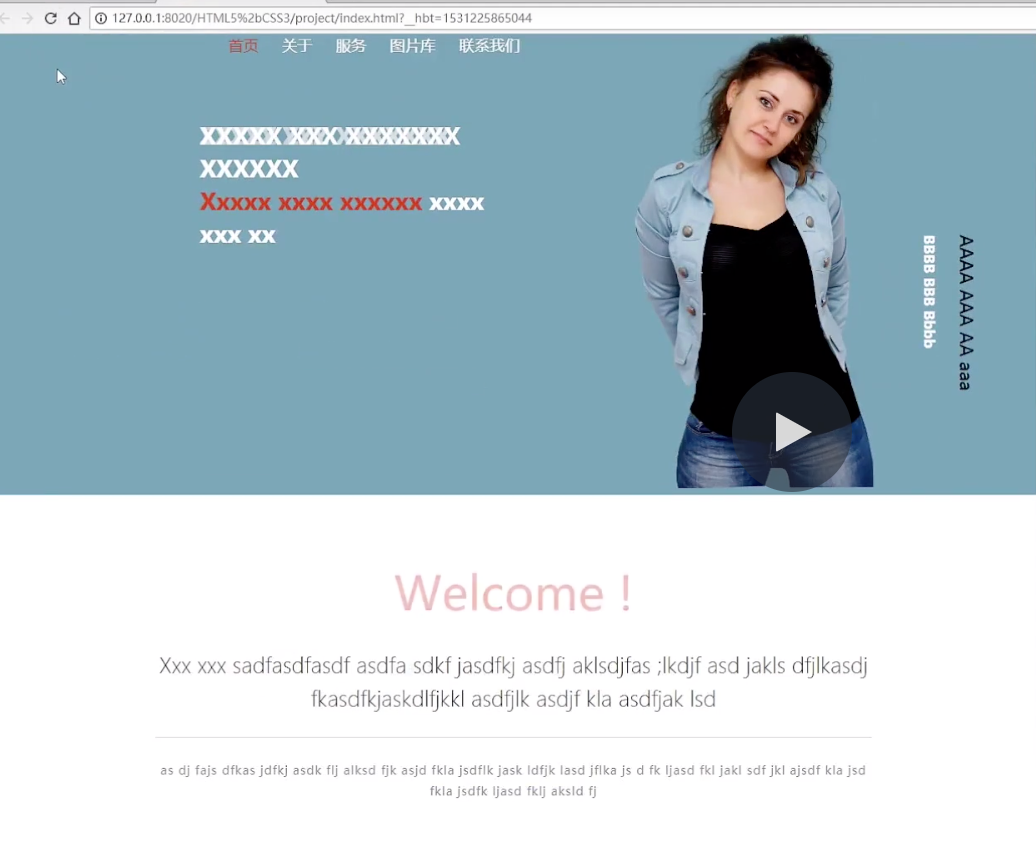 127.0.0.1:8020/HTML5%2bCSS3/project/index.html?__hbt=1531225865044
首页 关于 服务 图片库 联系我们
XXXXX XXX XXXXXXX
XXXXXX
Xxxxx xxxx xxxxxx xxxx
xxx xx
AAAA AAA AA aaa
BBBB BBB Bbbb
Welcome !
Xxx xxx sadfasdfasdf asdfa sdkf jasdfkj asdfj aklsdjfas ;lkdjf asd jakls dfjlkasdj
fkasdfkjaskdlfjkkl asdfjlk asdjf kla asdfjak lsd
as dj fajs dfkas jdfkj asdk flj alksd fjk asjd fkla jsdflk jask ldfjk lasd jflka js d fk ljasd fkl jakl sdf jkl ajsdf kla jsd
fkla jsdfk ljasd fklj aksld fj